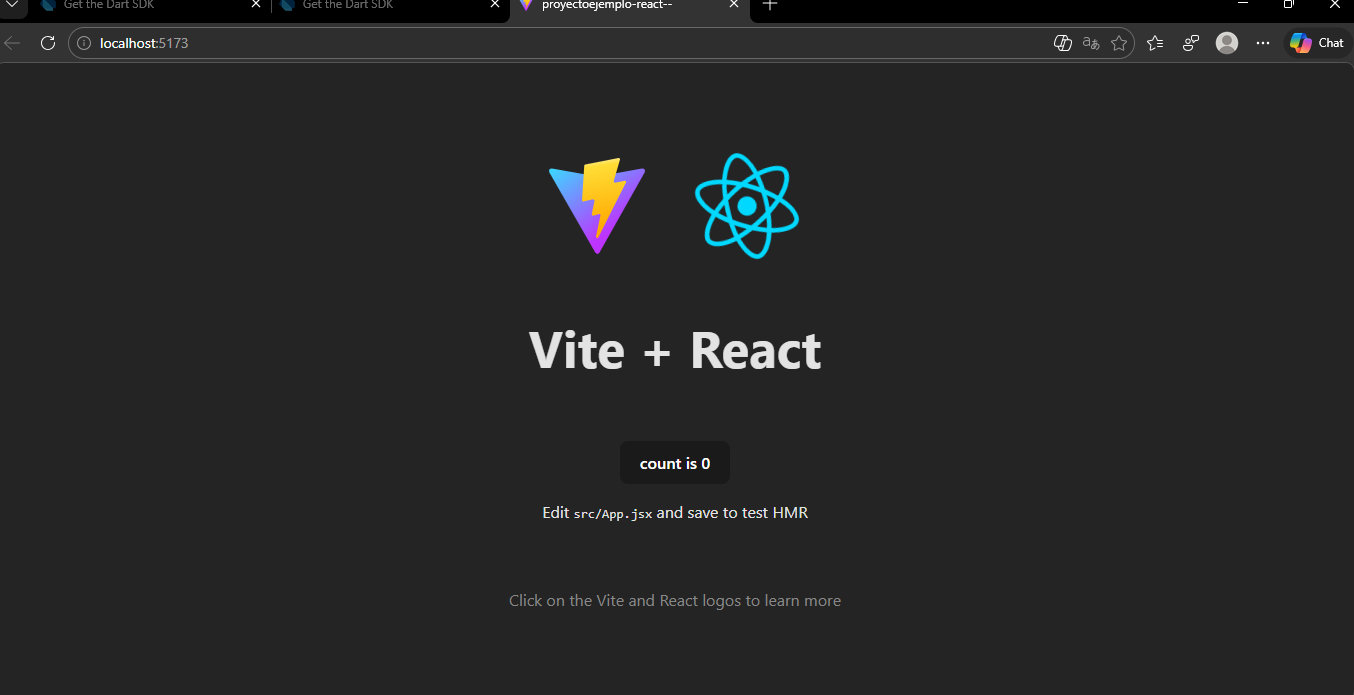 Get the Dart SDK
Get the Dart SDK
proyectoejemplo-react--
localhost:5173
Chat
Vite + React
count is 0
Edit src/App.jsx and save to test HMR
Click on the Vite and React logos to learn more